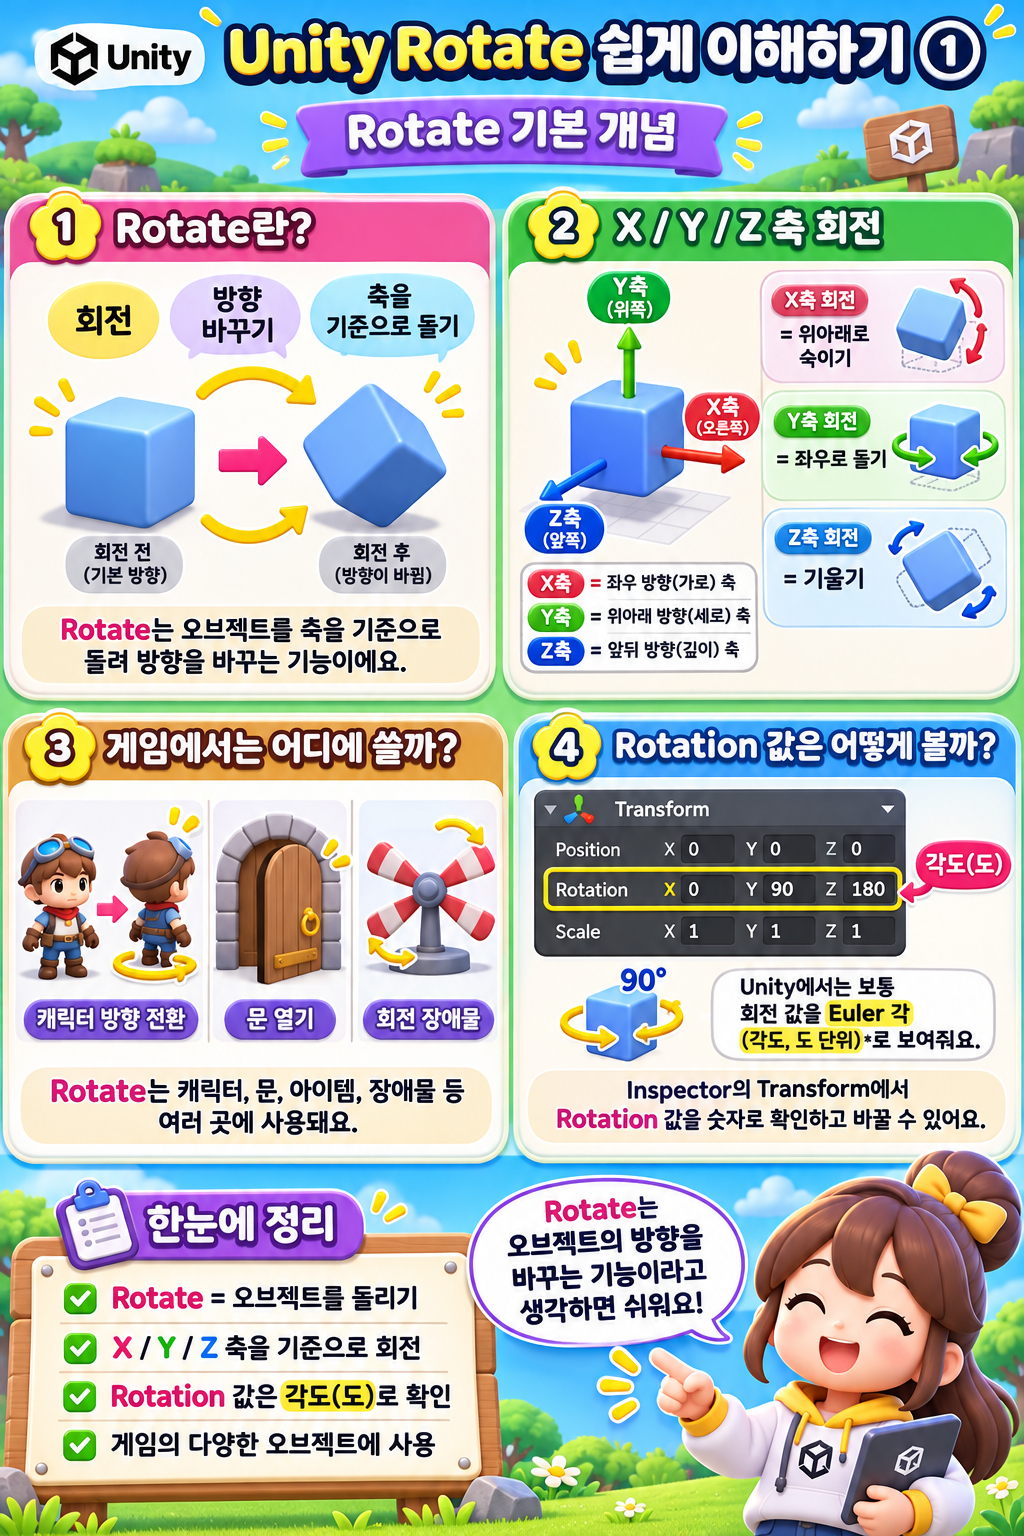 Unity
Unity Rotate 쉽게 이해하기 ①
Rotate 기본 개념
1 Rotate란?
회전
방향
바꾸기
축을
기준으로 돌기
회전 전
(기본 방향)
회전 후
(방향이 바뀜)
Rotate는 오브젝트를 축을 기준으로
돌려 방향을 바꾸는 기능이에요.
2 X / Y / Z 축 회전
Y축
(위쪽)
X축
(오른쪽)
Z축
(앞쪽)
X축 = 좌우 방향(가로) 축
Y축 = 위아래 방향(세로) 축
Z축 = 앞뒤 방향(깊이) 축
X축 회전
= 위아래로
숙이기
Y축 회전
= 좌우로 돌기
Z축 회전
= 기울기
3 게임에서는 어디에 쓸까?
캐릭터 방향 전환
문 열기
회전 장애물
Rotate는 캐릭터, 문, 아이템, 장애물 등
여러 곳에 사용돼요.
4 Rotation 값은 어떻게 볼까?
Transform
Position X 0 Y 0 Z 0
Rotation X 0 Y 90 Z 180
Scale X 1 Y 1 Z 1
각도(도)
90°
Unity에서는 보통
회전 값을 Euler 각
(각도, 도 단위)*로 보여줘요.
Inspector의 Transform에서
Rotation 값을 숫자로 확인하고 바꿀 수 있어요.
한눈에 정리
Rotate = 오브젝트를 돌리기
X / Y / Z 축을 기준으로 회전
Rotation 값은 각도(도)로 확인
게임의 다양한 오브젝트에 사용
Rotate는
오브젝트의 방향을
바꾸는 기능이라고
생각하면 쉬워요!